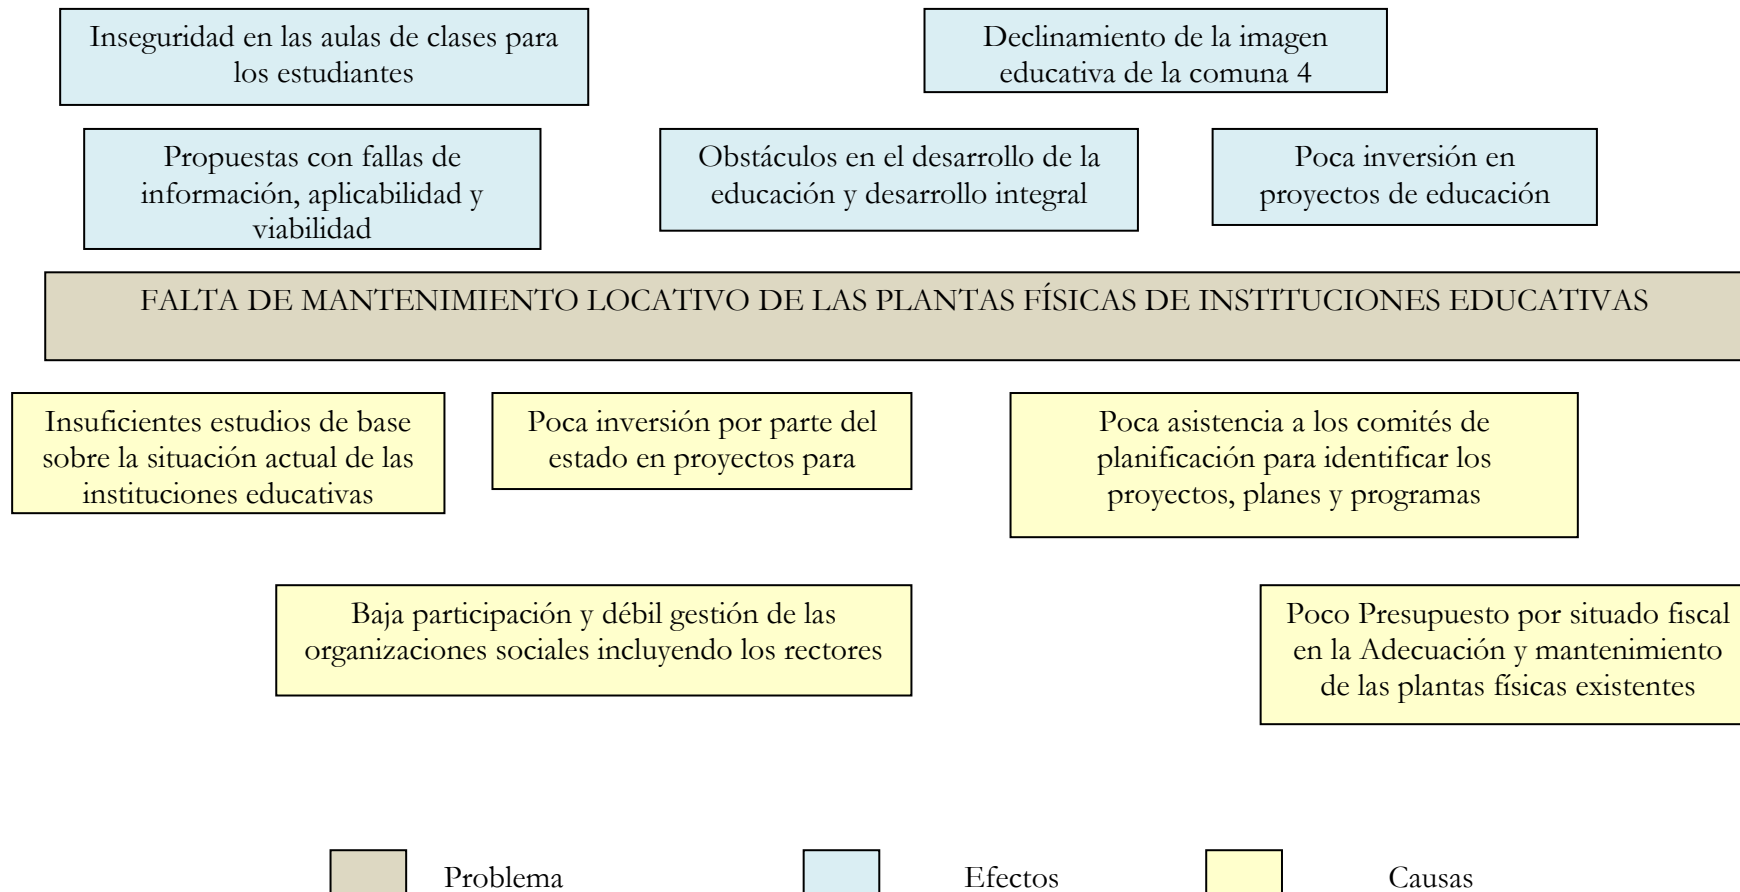 Inseguridad en las aulas de clases para
los estudiantes
Declinamiento de la imagen
educativa de la comuna 4
Propuestas con fallas de
información, aplicabilidad y
viabilidad
Obstáculos en el desarrollo de la
educación y desarrollo integral
Poca inversión en
proyectos de educación
FALTA DE MANTENIMIENTO LOCATIVO DE LAS PLANTAS FÍSICAS DE INSTITUCIONES EDUCATIVAS
Insuficientes estudios de base
sobre la situación actual de las
instituciones educativas
Poca inversión por parte del
estado en proyectos para
Poca asistencia a los comités de
planificación para identificar los
proyectos, planes y programas
Baja participación y débil gestión de las
organizaciones sociales incluyendo los rectores
Poco Presupuesto por situado fiscal
en la Adecuación y mantenimiento
de las plantas físicas existentes
Problema
Efectos
Causas